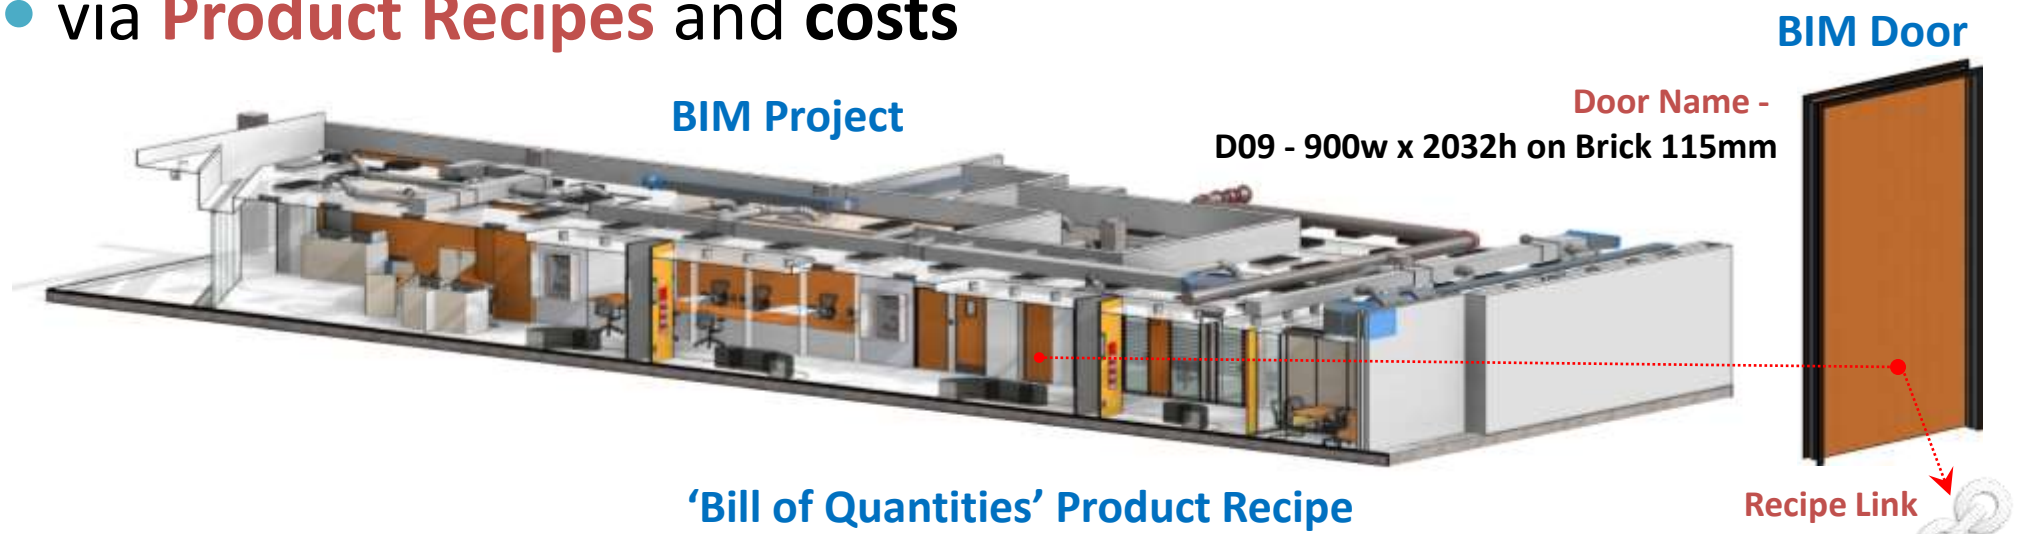 • via Product Recipes and costs
BIM Door
BIM Project
Door Name -
D09 - 900w x 2032h on Brick 115mm
‘Bill of Quantities’ Product Recipe
Recipe Link